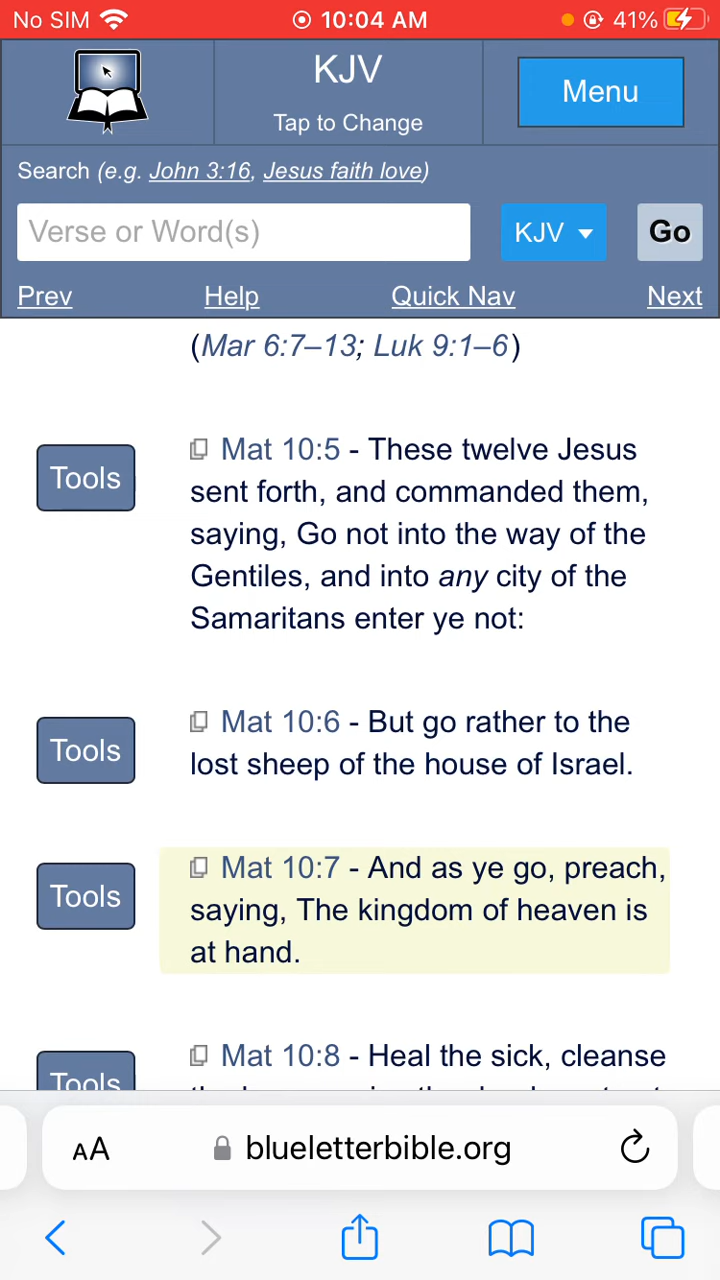 No SIM 10:04 AM 41%
KJV
Tap to Change
Menu
Search (e.g. John 3:16, Jesus faith love)
Verse or Word(s) KJV Go
Prev Help Quick Nav Next
(Mar 6:7–13; Luk 9:1–6)
Tools
Mat 10:5 - These twelve Jesus
sent forth, and commanded them,
saying, Go not into the way of the
Gentiles, and into any city of the
Samaritans enter ye not:
Tools
Mat 10:6 - But go rather to the
lost sheep of the house of Israel.
Tools
Mat 10:7 - And as ye go, preach,
saying, The kingdom of heaven is
at hand.
Tools
Mat 10:8 - Heal the sick, cleanse
AA blueletterbible.org